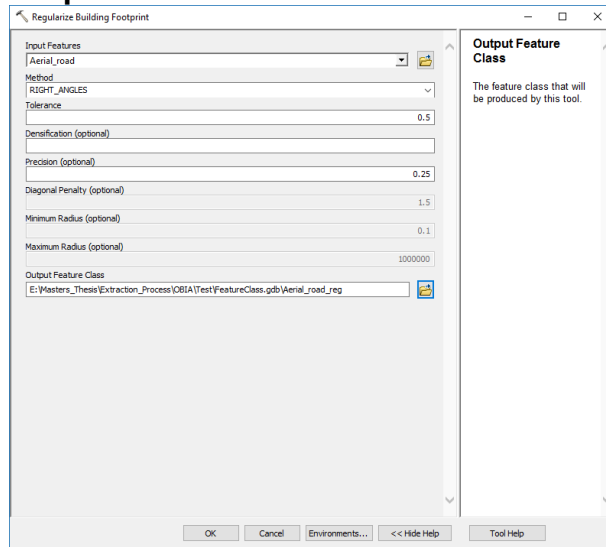 Regularize Building Footprint
Input Features
Aerial_road
Method
RIGHT_ANGLES
Tolerance
0.5
Densification (optional)
Precision (optional)
0.25
Diagonal Penalty (optional)
1.5
Minimum Radius (optional)
0.1
Maximum Radius (optional)
1000000
Output Feature Class
E:\Masters_Thesis\Extraction_Process\OBIA\Test\FeatureClass.gdb\Aerial_road_reg
Output Feature
Class
The feature class that will
be produced by this tool.
OK
Cancel
Environments...
<< Hide Help
Tool Help